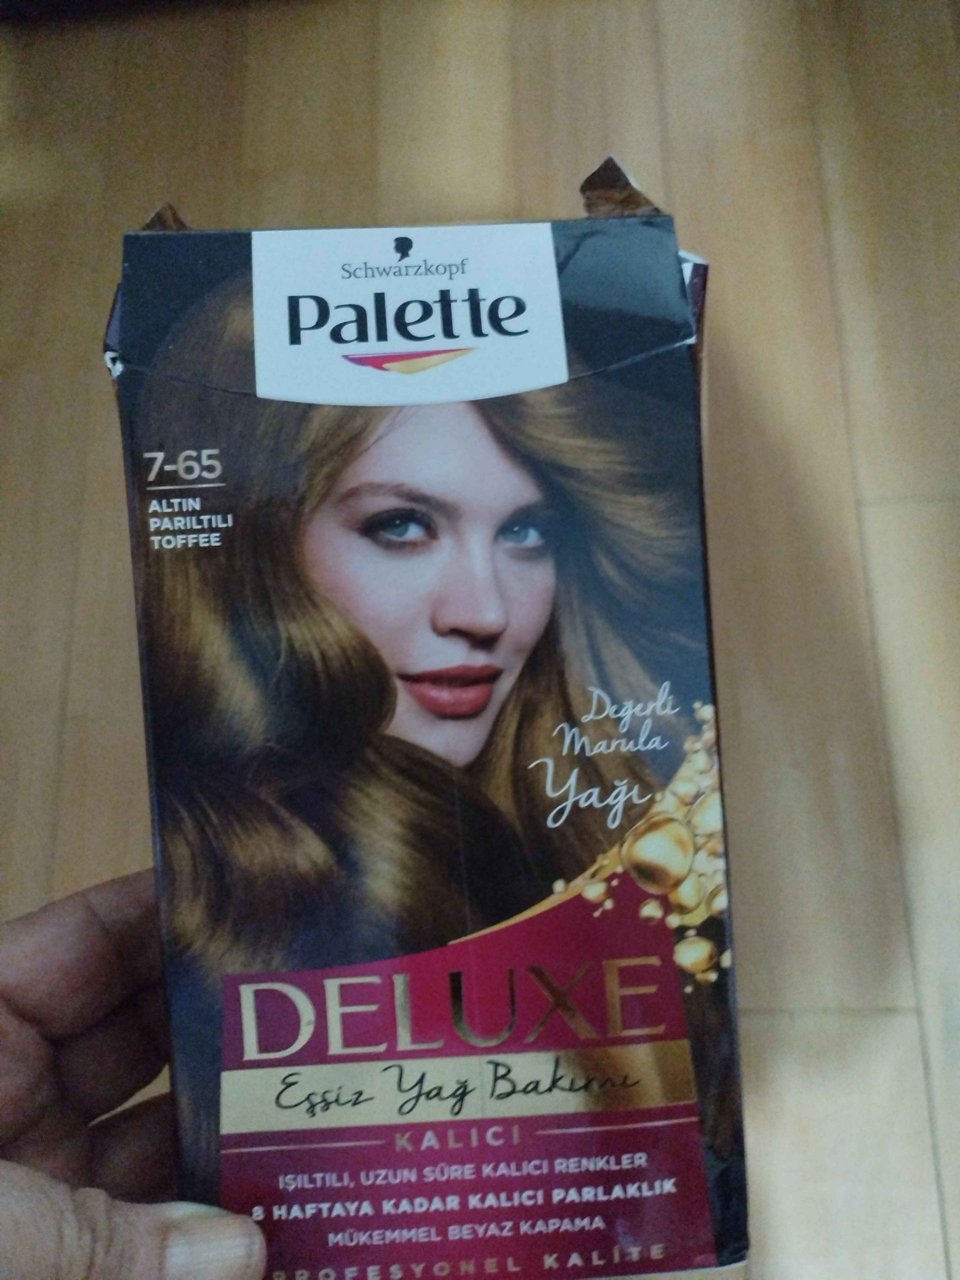 Schwarzkopf
Palette
7-65
ALTIN
PARILTILI
TOFFEE
Değerli
Marula
Yağı
DELUXE
Eşsiz Yağ Bakımı
KALICI
IŞILTILI, UZUN SÜRE KALICI RENKLER
8 HAFTAYA KADAR KALICI PARLAKLIK
MÜKEMMEL BEYAZ KAPAMA
PROFESYONEL KALİTE